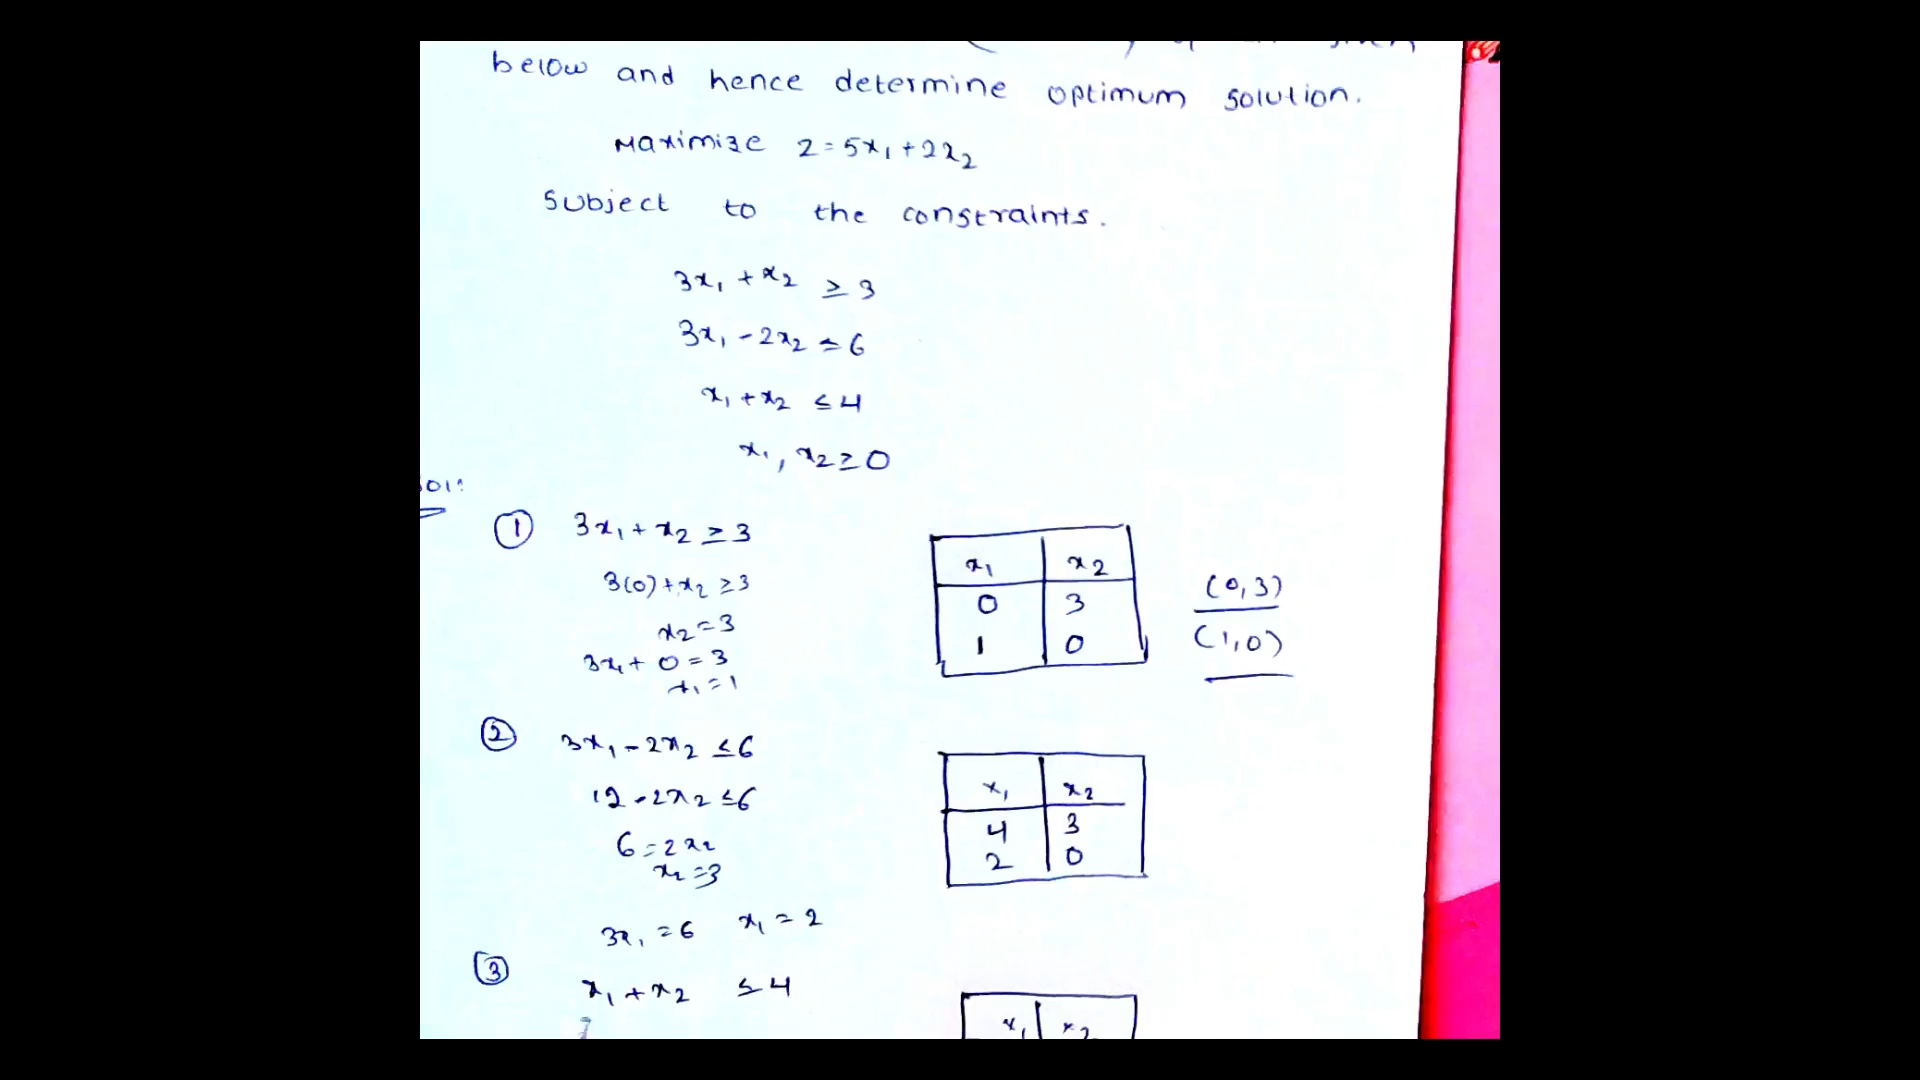 below and hence determine optimum solution.
Maximize Z = 5x₁ + 2x₂
Subject to the constraints.
3x₁ + x₂ ≥ 3
3x₁ - 2x₂ ≤ 6
x₁ + x₂ ≤ 4
x₁, x₂ ≥ 0
① 3x₁ + x₂ ≥ 3
3(0) + x₂ ≥ 3
x₂ = 3
3x₁ + 0 = 3
x₁ = 1
x₁ x₂
0 3
1 0
(0,3)
(1,0)
② 3x₁ - 2x₂ ≤ 6
12 - 2x₂ ≤ 6
6 = 2x₂
x₂ = 3
3x₁ = 6 x₁ = 2
x₁ x₂
4 3
2 0
③ x₁ + x₂ ≤ 4
x₁ x₂